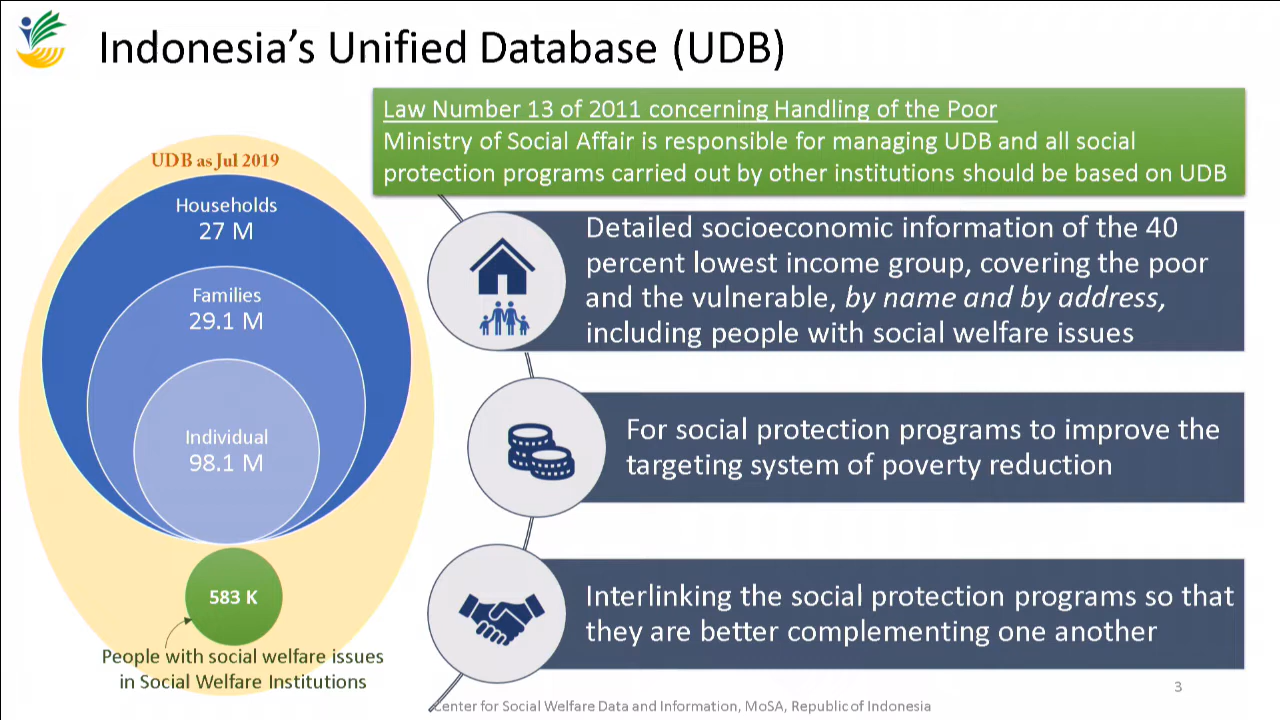 Indonesia's Unified Database (UDB)
Law Number 13 of 2011 concerning Handling of the Poor
Ministry of Social Affair is responsible for managing UDB and all social
protection programs carried out by other institutions should be based on UDB
UDB as Jul 2019
Households
27 M
Families
29.1 M
Individual
98.1 M
583 K
People with social welfare issues
in Social Welfare Institutions
Detailed socioeconomic information of the 40
percent lowest income group, covering the poor
and the vulnerable, by name and by address,
including people with social welfare issues
For social protection programs to improve the
targeting system of poverty reduction
Interlinking the social protection programs so that
they are better complementing one another
3
Center for Social Welfare Data and Information, MoSA, Republic of Indonesia